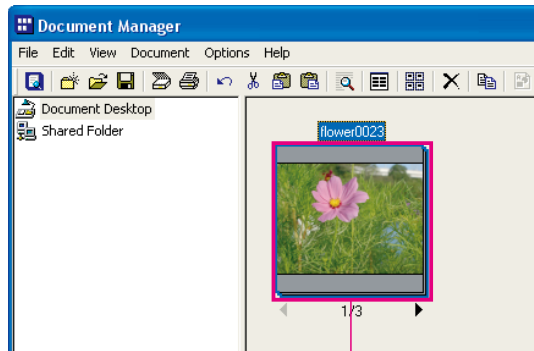 Document Manager
File Edit View Document Options Help
Document Desktop
Shared Folder
flower0023
1/3